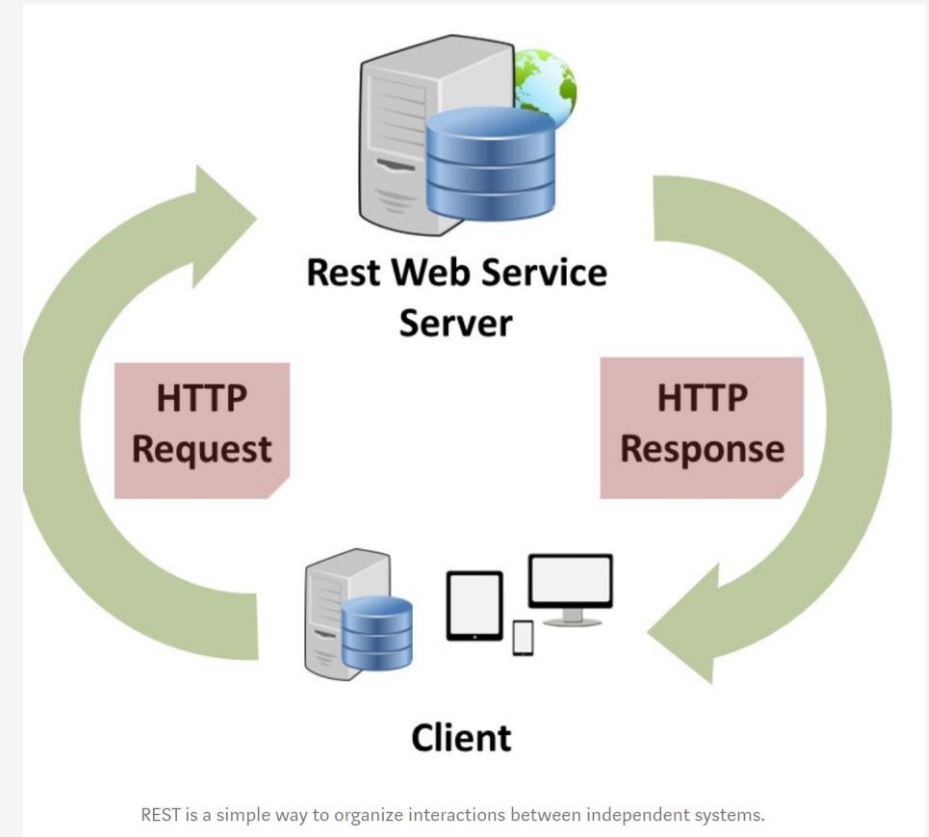 Rest Web Service
Server
HTTP
Request
HTTP
Response
Client
REST is a simple way to organize interactions between independent systems.